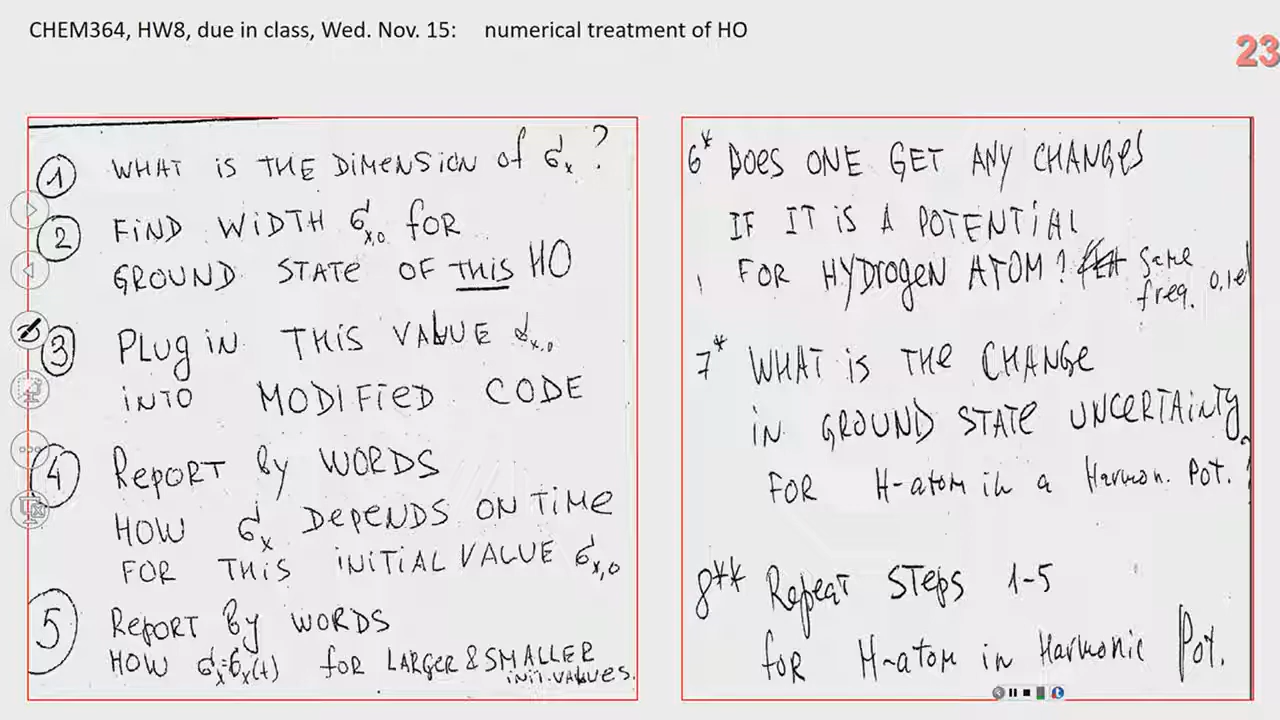 CHEM364, HW8, due in class, Wed. Nov. 15: numerical treatment of HO
23
1 WHAT IS THE DIMENSION of σx ?
2 FIND WIDTH σx,0 FOR
GROUND STATE OF THIS HO
3 PLUG IN THIS VALUE σx,0
INTO MODIFIED CODE
4 REPORT BY WORDS
HOW σx DEPENDS ON TIME
FOR THIS INITIAL VALUE σx,0
5 REPORT BY WORDS
HOW σx=σx(t) for LARGER & SMALLER
INIT. VALUES.
6* DOES ONE GET ANY CHANGES
IF IT IS A POTENTIAL
FOR HYDROGEN ATOM? Same
freq.
7* WHAT IS THE CHANGE
IN GROUND STATE UNCERTAINTY
FOR H-atom in a Harmon. Pot. ?
8** Repeat STEPS 1-5
for H-atom in Harmonic Pot.